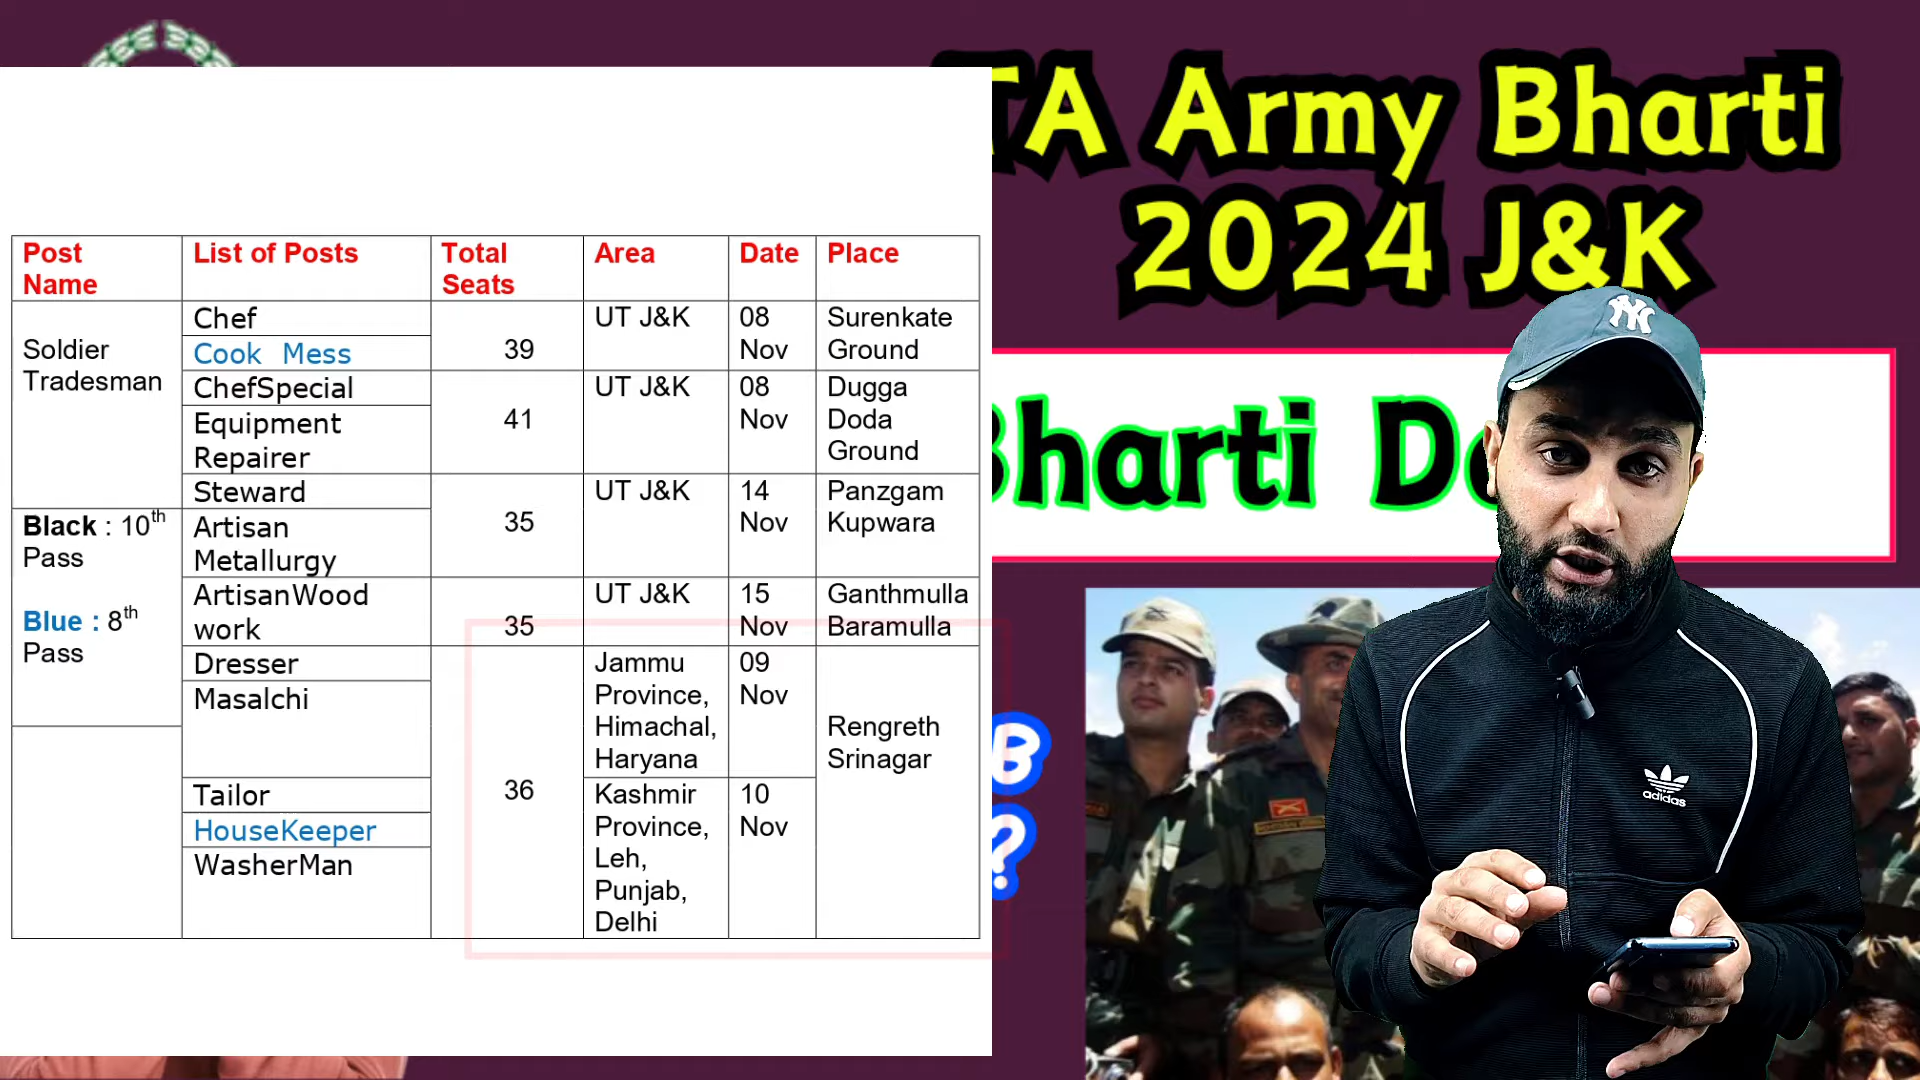 TA Army Bharti
2024 J&K
Bharti
B
?
Post Name
List of Posts
Total Seats
Area
Date
Place
Soldier
Tradesman
Black : 10th
Pass
Blue : 8th
Pass
Chef
Cook Mess
ChefSpecial
Equipment
Repairer
Steward
Artisan
Metallurgy
ArtisanWood
work
Dresser
Masalchi
Tailor
HouseKeeper
WasherMan
39
UT J&K
08
Nov
Surenkate
Ground
41
UT J&K
08
Nov
Dugga
Doda
Ground
35
UT J&K
14
Nov
Panzgam
Kupwara
35
UT J&K
15
Nov
Ganthmulla
Baramulla
36
Jammu
Province,
Himachal,
Haryana
09
Nov
Rengreth
Srinagar
Kashmir
Province,
Leh,
Punjab,
Delhi
10
Nov
NY
adidas